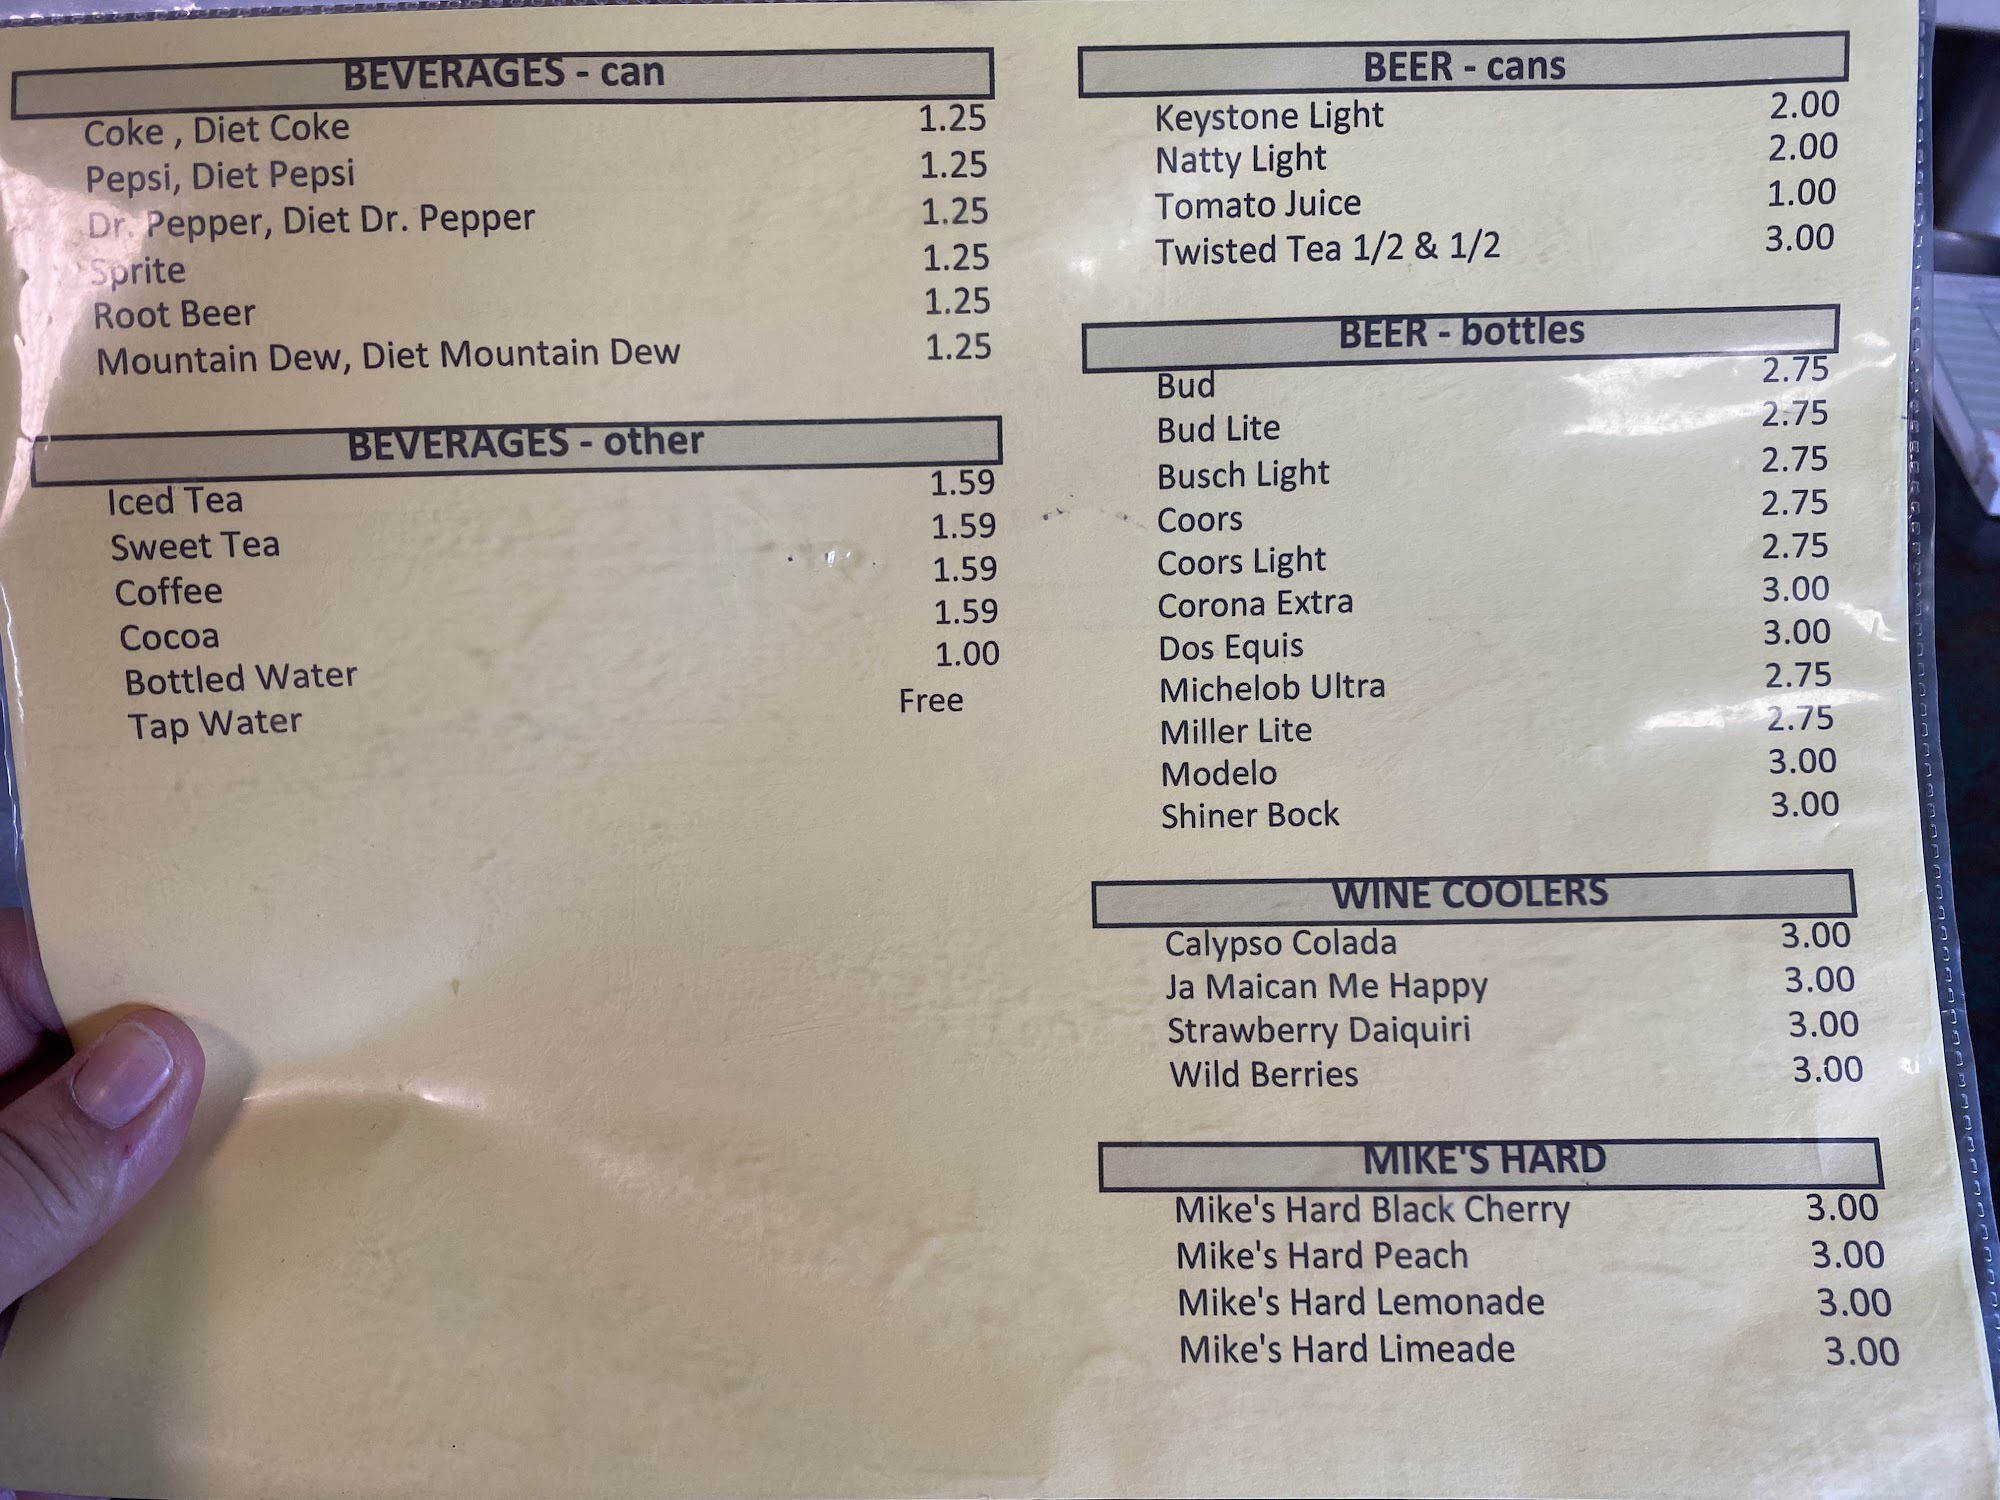 BEVERAGES - can
Coke , Diet Coke 1.25
Pepsi, Diet Pepsi 1.25
Dr. Pepper, Diet Dr. Pepper 1.25
Sprite 1.25
Root Beer 1.25
Mountain Dew, Diet Mountain Dew 1.25
BEVERAGES - other
Iced Tea 1.59
Sweet Tea 1.59
Coffee 1.59
Cocoa 1.59
Bottled Water 1.00
Tap Water Free
BEER - cans
Keystone Light 2.00
Natty Light 2.00
Tomato Juice 1.00
Twisted Tea 1/2 & 1/2 3.00
BEER - bottles
Bud 2.75
Bud Lite 2.75
Busch Light 2.75
Coors 2.75
Coors Light 2.75
Corona Extra 3.00
Dos Equis 3.00
Michelob Ultra 2.75
Miller Lite 2.75
Modelo 3.00
Shiner Bock 3.00
WINE COOLERS
Calypso Colada 3.00
Ja Maican Me Happy 3.00
Strawberry Daiquiri 3.00
Wild Berries 3.00
MIKE'S HARD
Mike's Hard Black Cherry 3.00
Mike's Hard Peach 3.00
Mike's Hard Lemonade 3.00
Mike's Hard Limeade 3.00